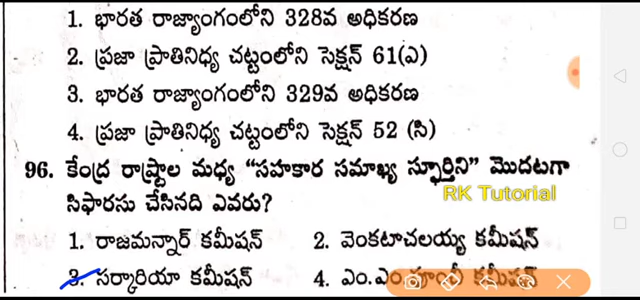 1. భారత రాజ్యాంగంలోని 328వ అధికరణ
2. ప్రజా ప్రాతినిధ్య చట్టంలోని సెక్షన్ 61(ఎ)
3. భారత రాజ్యాంగంలోని 329వ అధికరణ
4. ప్రజా ప్రాతినిధ్య చట్టంలోని సెక్షన్ 52 (సి)
96. కేంద్ర రాష్ట్రాల మధ్య "సహకార సమాఖ్య స్ఫూర్తిని" మొదటగా
RK Tutorial
సిఫారసు చేసినది ఎవరు?
1. రాజమన్నార్ కమీషన్ 2. వెంకటాచలయ్య కమీషన్
3. సర్కారియా కమీషన్ 4. ఎం.ఎం. పూంచీ కమీషన్